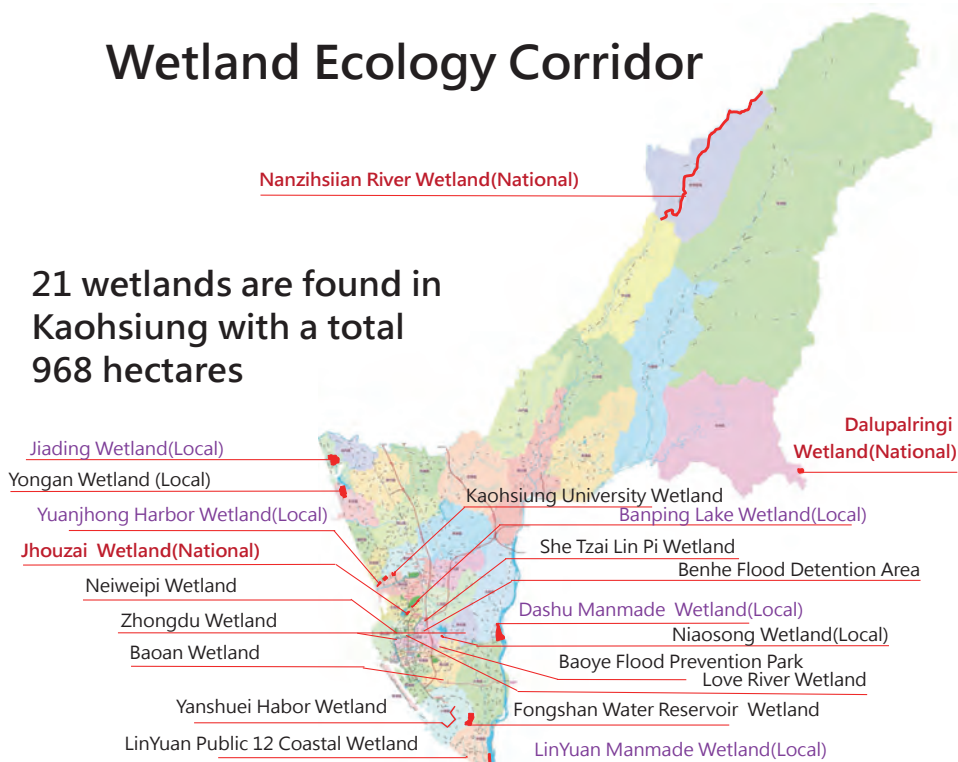 Wetland Ecology Corridor
Nanzihsiian River Wetland(National)
21 wetlands are found in
Kaohsiung with a total
968 hectares
Dalupalringi
Wetland(National)
Jiading Wetland(Local)
Yongan Wetland (Local)
Kaohsiung University Wetland
Yuanjhong Harbor Wetland(Local)
Banping Lake Wetland(Local)
Jhouzai Wetland(National)
She Tzai Lin Pi Wetland
Benhe Flood Detention Area
Neiweipi Wetland
Dashu Manmade Wetland(Local)
Zhongdu Wetland
Niaosong Wetland(Local)
Baoan Wetland
Baoye Flood Prevention Park
Love River Wetland
Yanshuei Habor Wetland
Fongshan Water Reservoir Wetland
LinYuan Public 12 Coastal Wetland
LinYuan Manmade Wetland(Local)